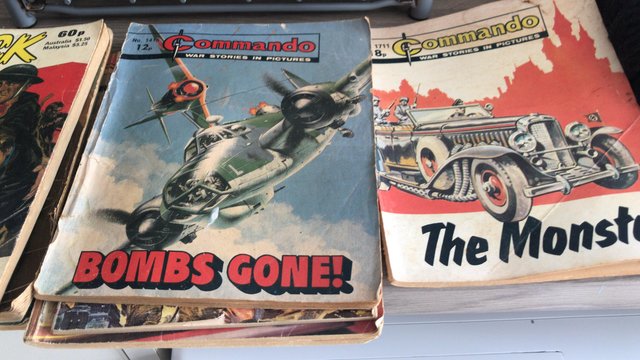 CK
60p
Australia $1.50
Malaysia $3.25
No. 14
12p
Commando
WAR STORIES IN PICTURES
BOMBS GONE!
1711
8p
Commando
WAR STORIES IN PICTURES
The Monst